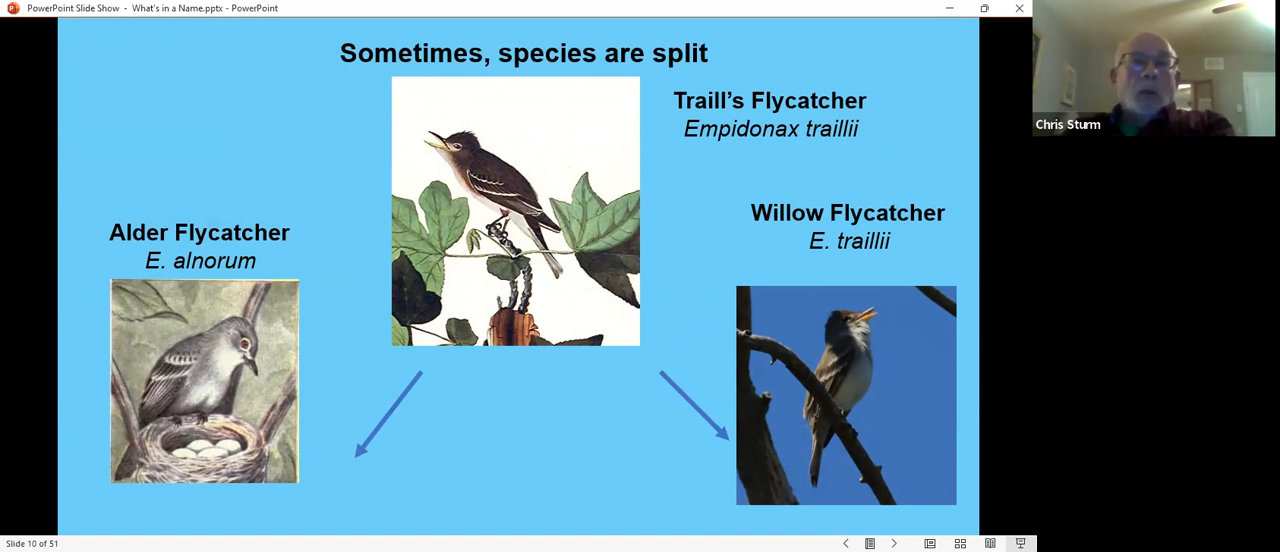 PowerPoint Slide Show - What's in a Name.pptx - PowerPoint
Sometimes, species are split
Traill's Flycatcher
Empidonax traillii
Chris Sturm
Willow Flycatcher
E. traillii
Alder Flycatcher
E. alnorum
Slide 10 of 51